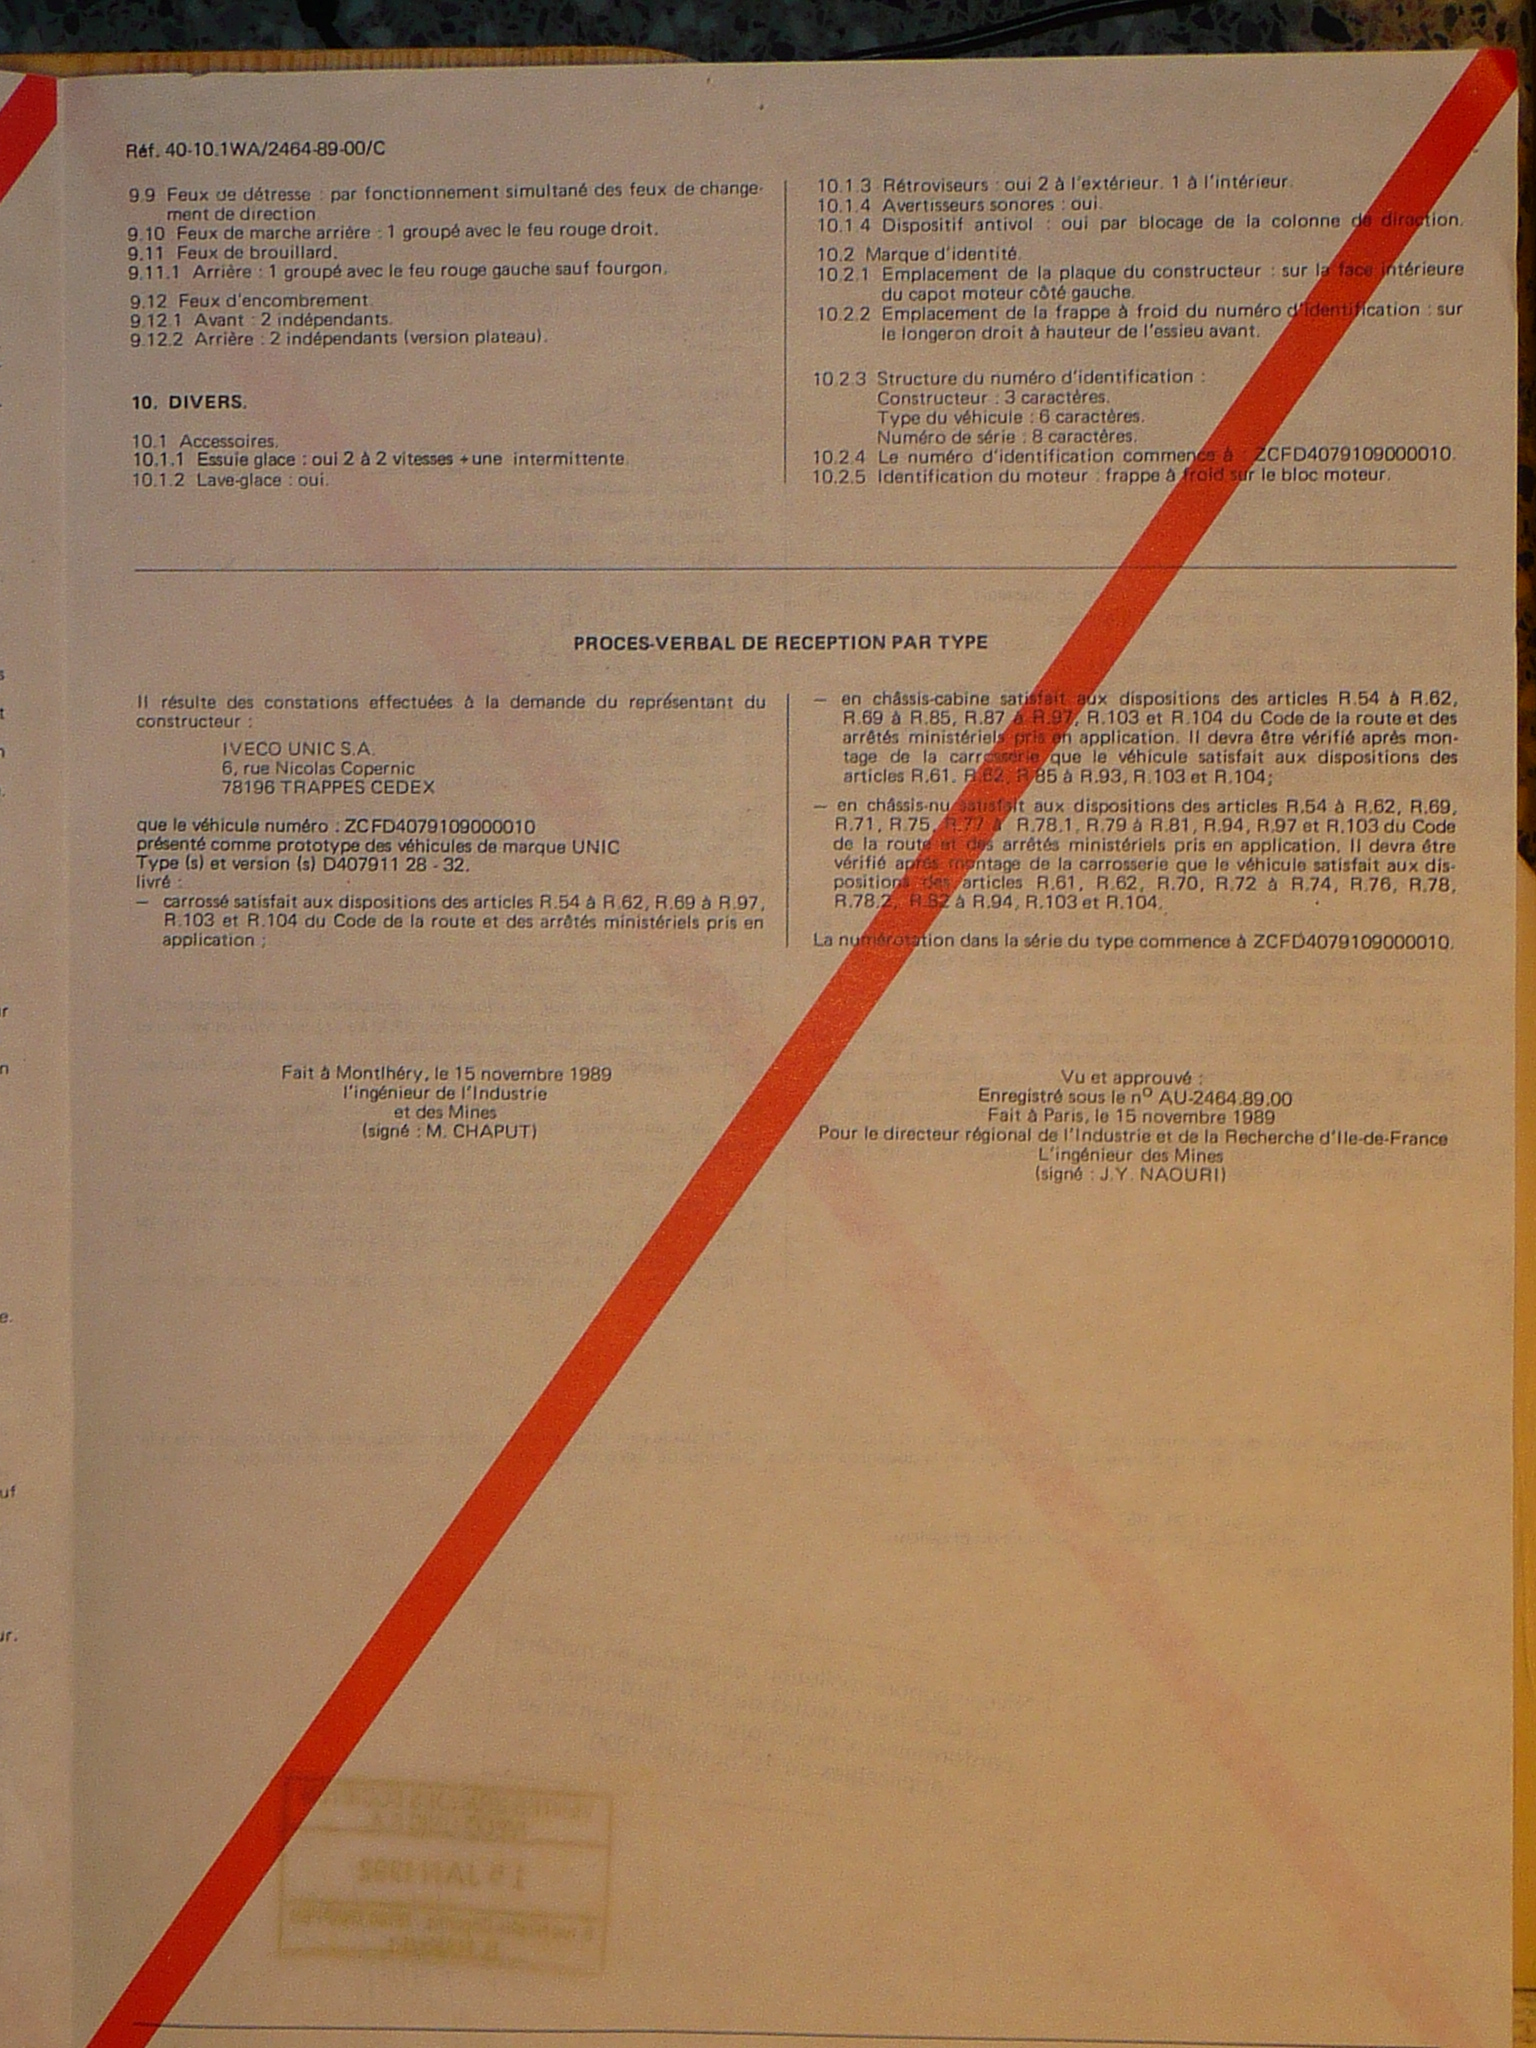 Réf. 40-10.1WA/2464-89-00/C
9.9 Feux de détresse : par fonctionnement simultané des feux de change-
ment de direction.
9.10 Feux de marche arrière : 1 groupé avec le feu rouge droit.
9.11 Feux de brouillard.
9.11.1 Arrière : 1 groupé avec le feu rouge gauche sauf fourgon.
9.12 Feux d'encombrement.
9.12.1 Avant : 2 indépendants.
9.12.2 Arrière : 2 indépendants (version plateau).
10. DIVERS.
10.1 Accessoires.
10.1.1 Essuie glace : oui 2 à 2 vitesses + une intermittente.
10.1.2 Lave-glace : oui.
10.1.3 Rétroviseurs : oui 2 à l'extérieur. 1 à l'intérieur.
10.1.4 Avertisseurs sonores : oui.
10.1 4 Dispositif antivol : oui par blocage de la colonne de direction.
10.2 Marque d'identité.
10.2.1 Emplacement de la plaque du constructeur : sur la face intérieure
du capot moteur côté gauche.
10.2.2 Emplacement de la frappe à froid du numéro d'identification : sur
le longeron droit à hauteur de l'essieu avant.
10.2.3 Structure du numéro d'identification :
Constructeur : 3 caractères.
Type du véhicule : 6 caractères.
Numéro de série : 8 caractères.
10.2.4 Le numéro d'identification commence à : ZCFD4079109000010.
10.2.5 Identification du moteur : frappe à froid sur le bloc moteur.
PROCES-VERBAL DE RECEPTION PAR TYPE
Il résulte des constations effectuées à la demande du représentant du
constructeur :
IVECO UNIC S.A.
6, rue Nicolas Copernic
78196 TRAPPES CEDEX
que le véhicule numéro : ZCFD4079109000010
présenté comme prototype des véhicules de marque UNIC
Type (s) et version (s) D407911 28 - 32.
livré :
— carrossé satisfait aux dispositions des articles R.54 à R.62, R.69 à R.97,
R.103 et R.104 du Code de la route et des arrêtés ministériels pris en
application ;
— en châssis-cabine satisfait aux dispositions des articles R.54 à R.62,
R.69 à R.85, R.87 à R.97, R.103 et R.104 du Code de la route et des
arrêtés ministériels pris en application. Il devra être vérifié après mon-
tage de la carrosserie que le véhicule satisfait aux dispositions des
articles R.61. R.62, R.85 à R.93, R.103 et R.104;
— en châssis-nu satisfait aux dispositions des articles R.54 à R.62, R.69,
R.71, R.75, R.77 à R.78.1, R.79 à R.81, R.94, R.97 et R.103 du Code
de la route et des arrêtés ministériels pris en application. Il devra être
vérifié après montage de la carrosserie que le véhicule satisfait aux dis-
positions des articles R.61, R.62, R.70, R.72 à R.74, R.76, R.78,
R.78.2, R.82 à R.94, R.103 et R.104.
La numérotation dans la série du type commence à ZCFD4079109000010.
Fait à Montlhéry, le 15 novembre 1989
l'ingénieur de l'Industrie
et des Mines
(signé : M. CHAPUT)
Vu et approuvé :
Enregistré sous le nº AU-2464.89.00
Fait à Paris, le 15 novembre 1989
Pour le directeur régional de l'Industrie et de la Recherche d'Ile-de-France
L'ingénieur des Mines
(signé : J.Y. NAOURI)